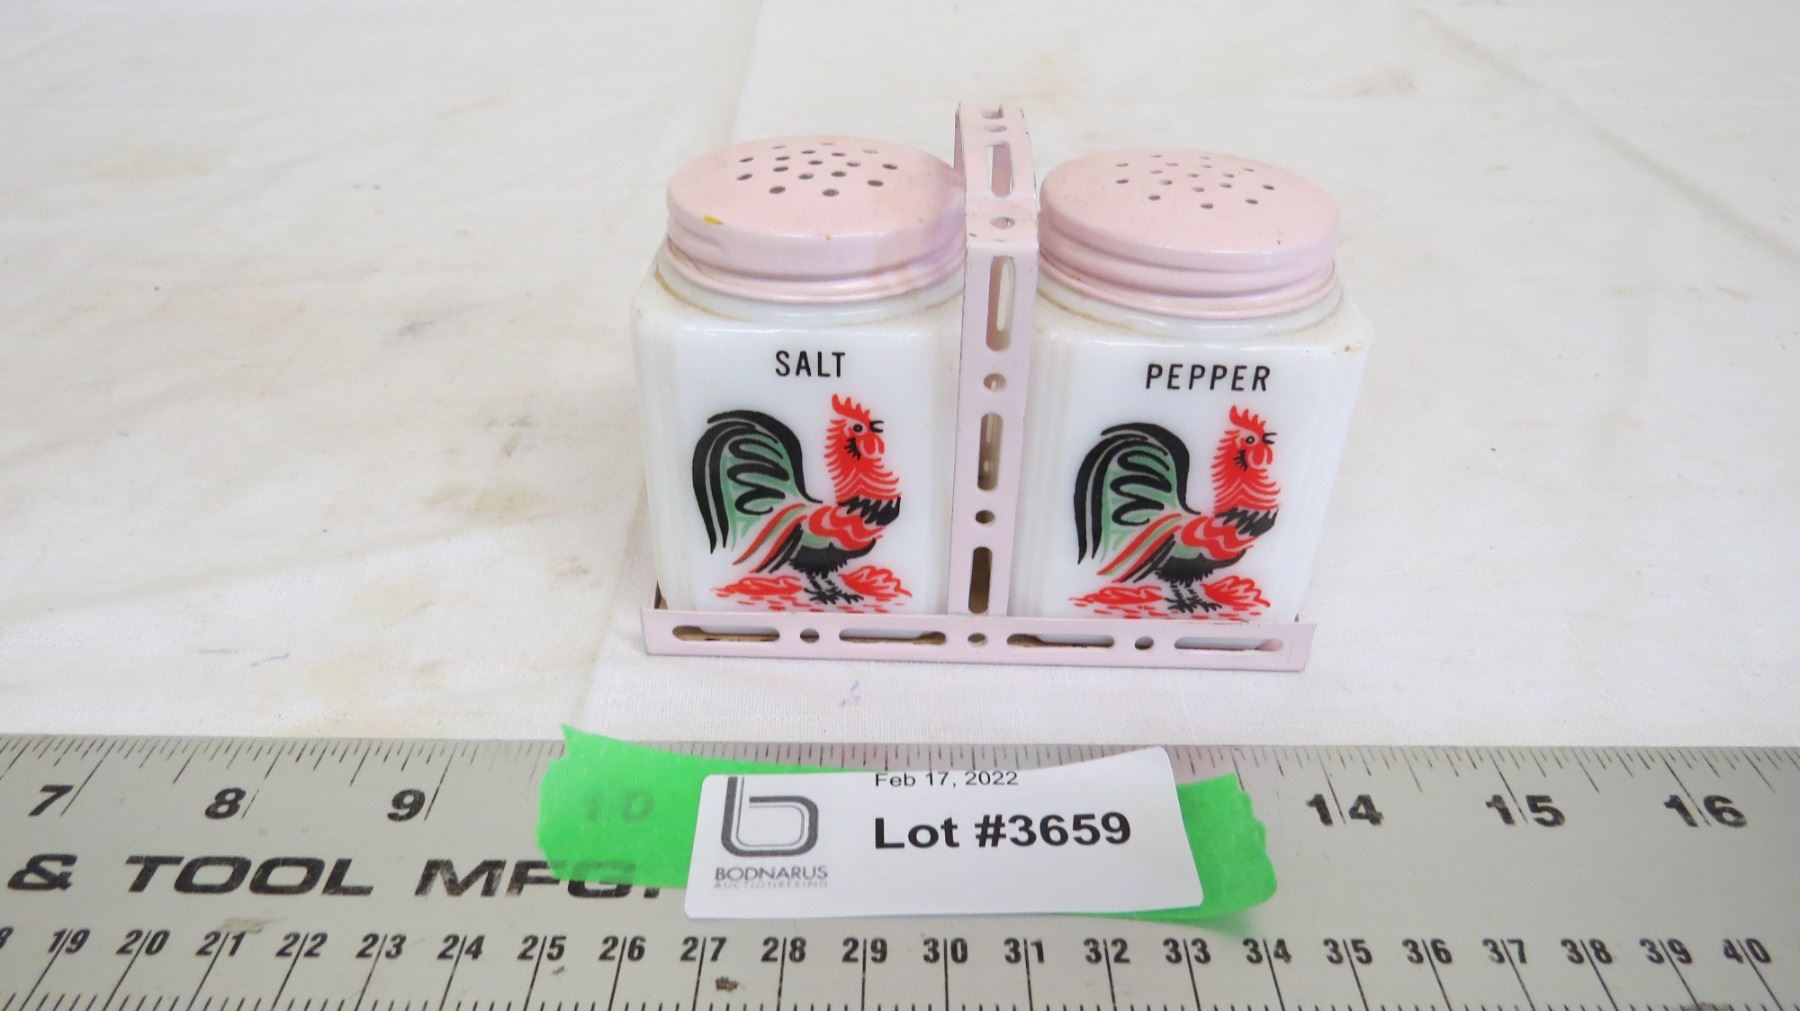 SALT
PEPPER
7 8 9 10 14 15 16
Feb 17, 2022
Lot #3659
BODNARUS
AUCTIONEERING
& TOOL MFG.
19 20 21 22 23 24 25 26 27 28 29 30 31 32 33 34 35 36 37 38 39 40